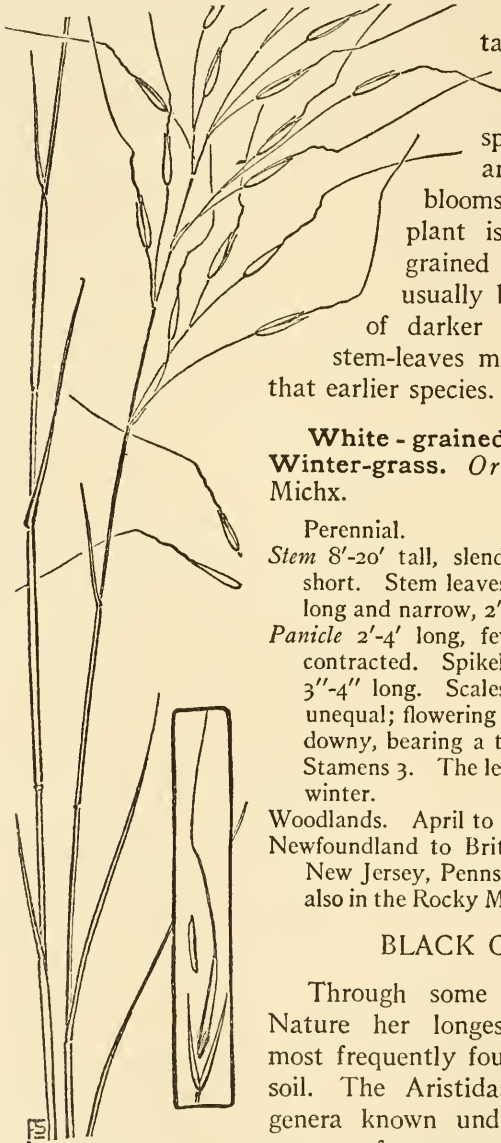 ta
sp
an
blooms
plant is
grained
usually b
of darker
stem-leaves m
that earlier species.
White-grained
Winter-grass. Or
Michx.
Perennial.
Stem 8'-20' tall, slend
short. Stem leaves
long and narrow, 2'
Panicle 2'-4' long, fev
contracted. Spikel
3"-4" long. Scales
unequal; flowering
downy, bearing a t
Stamens 3. The le
winter.
Woodlands. April to
Newfoundland to Brit
New Jersey, Penns
also in the Rocky M
BLACK O
Through some
Nature her longes
most frequently fou
soil. The Aristida
genera known und